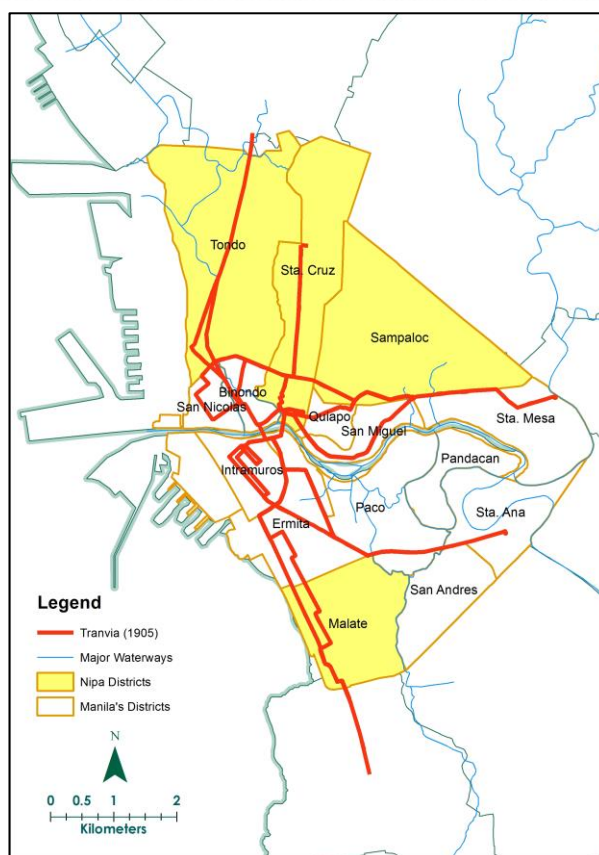 Tondo
Sta. Cruz
Sampaloc
Binondo
San Nicolas
Quiapo
San Miguel
Sta. Mesa
Pandacan
Intramuros
Paco
Sta. Ana
Ermita
San Andres
Malate
Legend
Tranvia (1905)
Major Waterways
Nipa Districts
Manila's Districts
N
0 0.5 1 2
Kilometers